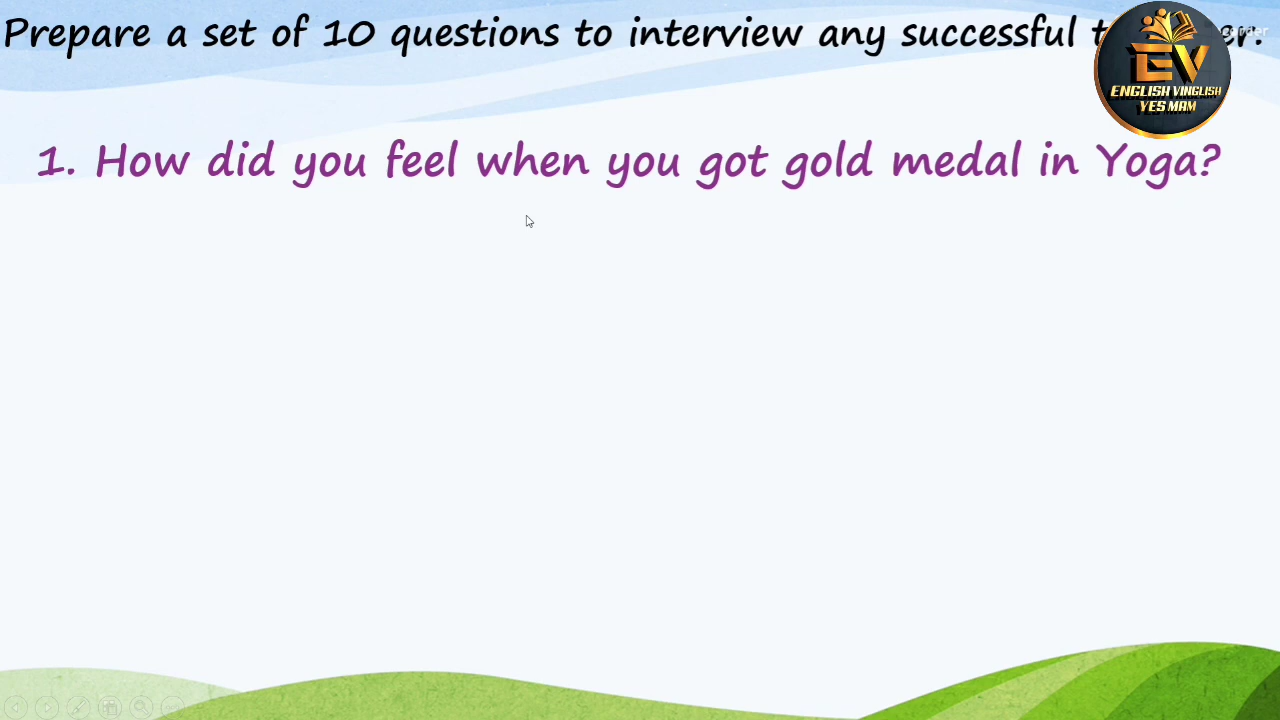 Prepare a set of 10 questions to interview any successful
1. How did you feel when you got gold medal in Yoga?
EV
ENGLISH VINGLISH
YES MAM